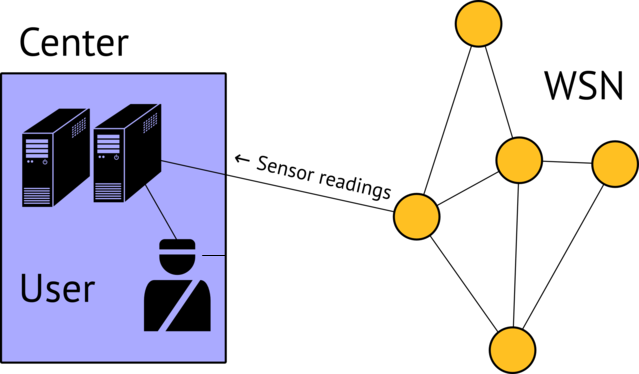 Center
WSN
← Sensor readings
User